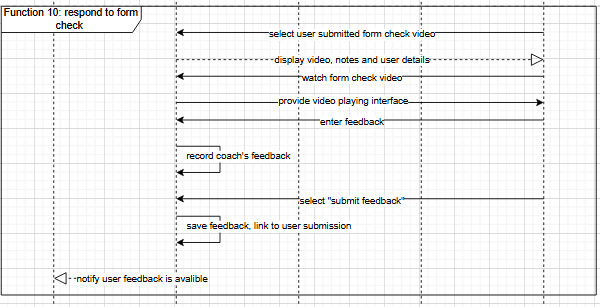 Function 10: respond to form
check
select user submitted form check video
display video, notes and user details
watch form check video
provide video playing interface
enter feedback
record coach's feedback
select "submit feedback"
save feedback, link to user submission
notify user feedback is avalible